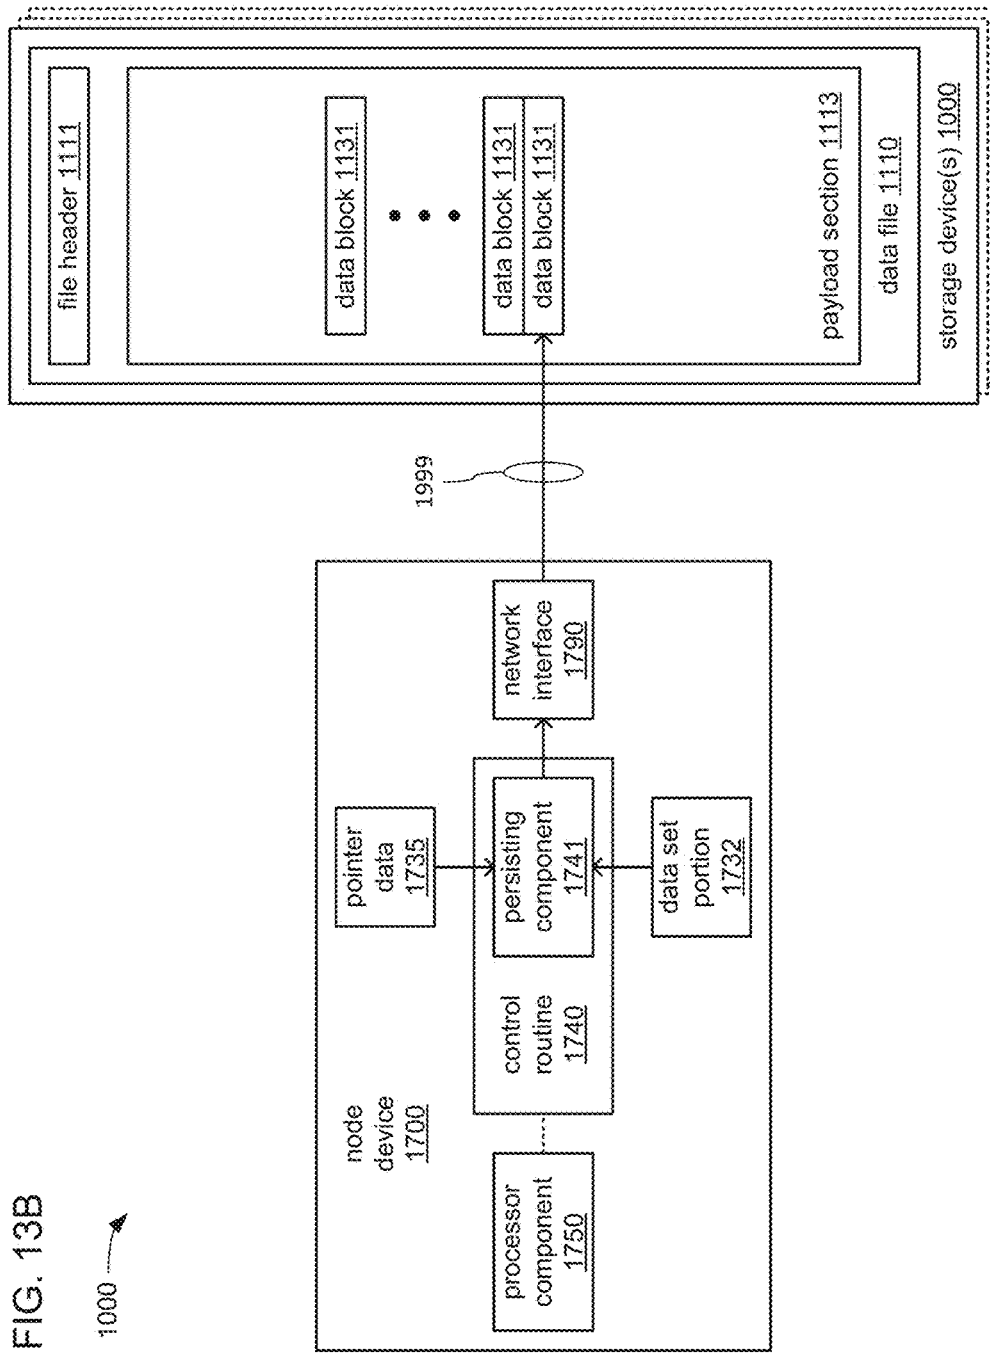 FIG. 13B
1000
node
device
1700
processor
component
1750
control
routine
1740
persisting
component
1741
pointer
data
1735
data set
portion
1732
network
interface
1790
1999
file header 1111
data block 1131
data block 1131
data block 1131
payload section 1113
data file 1110
storage device(s) 1000